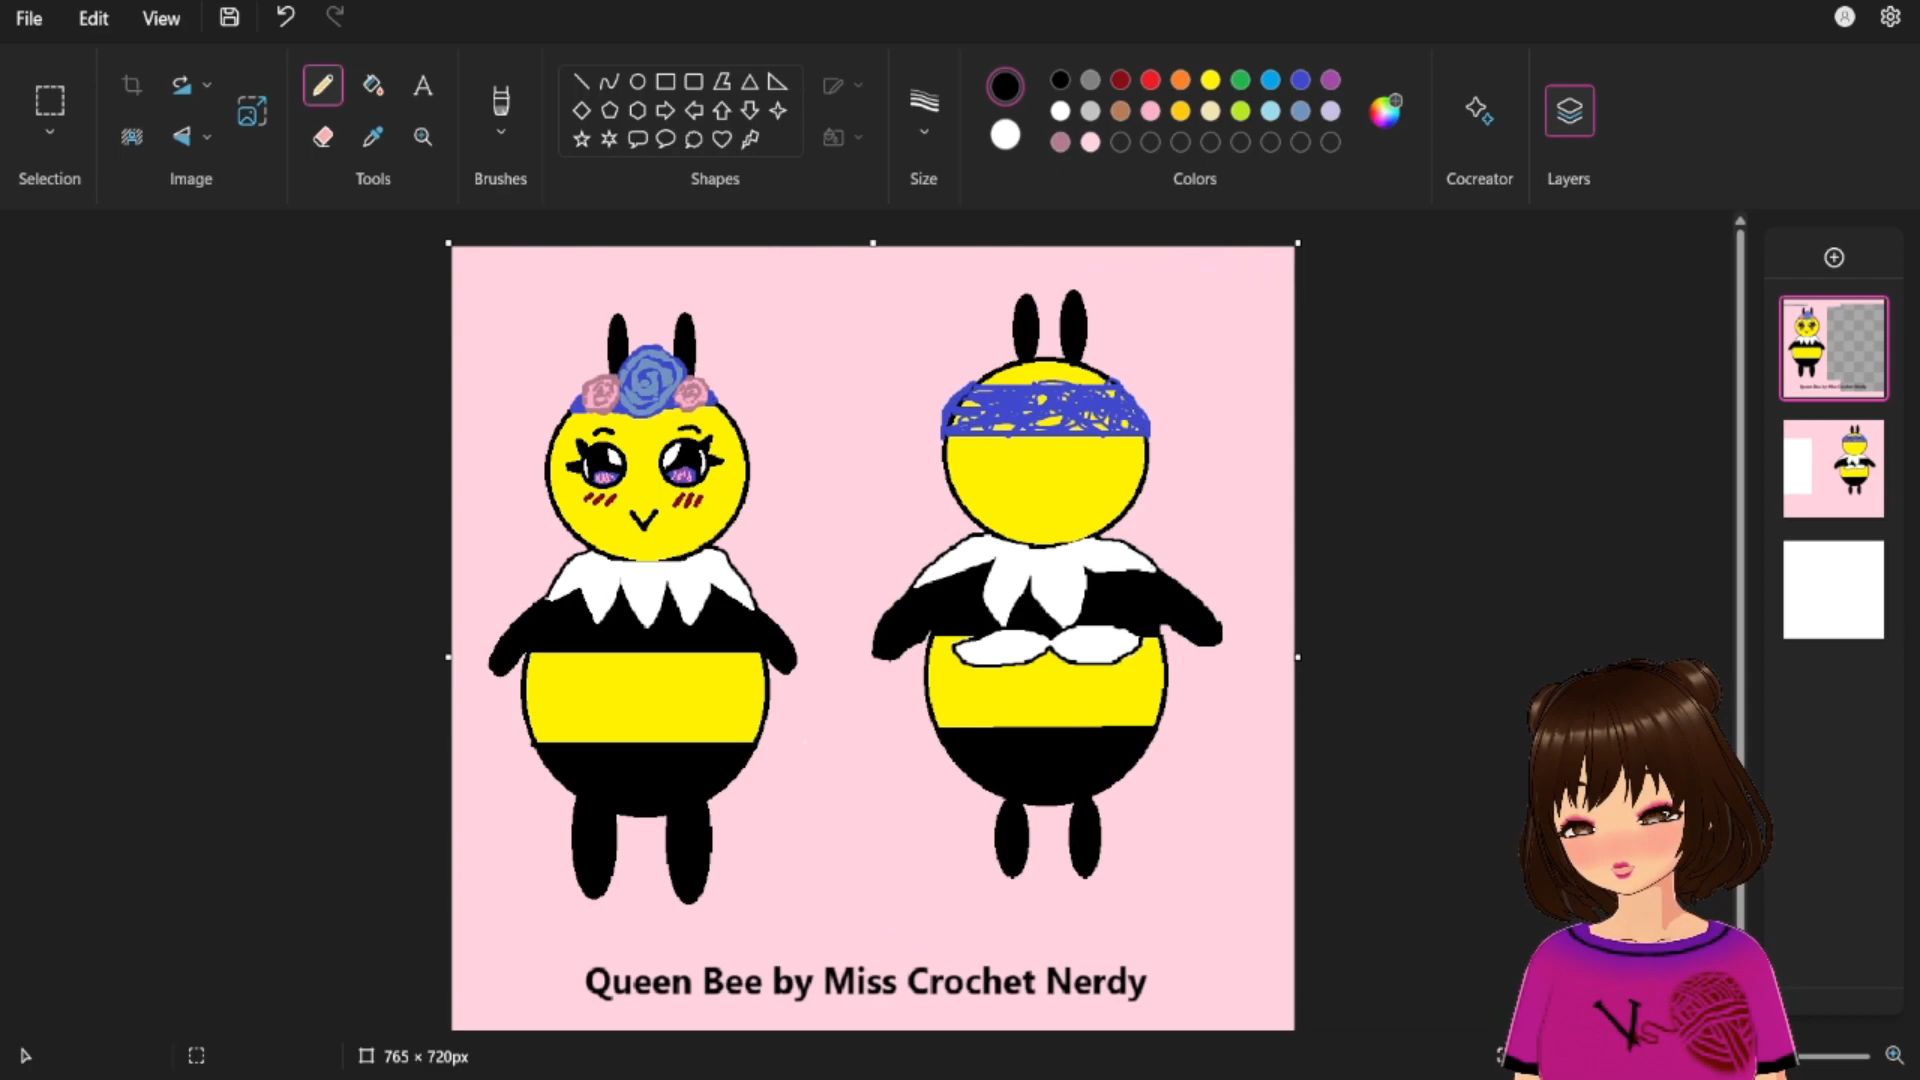 File Edit View
Selection Image Tools Brushes Shapes Size Colors Cocreator Layers
Queen Bee by Miss Crochet Nerdy
765 × 720px